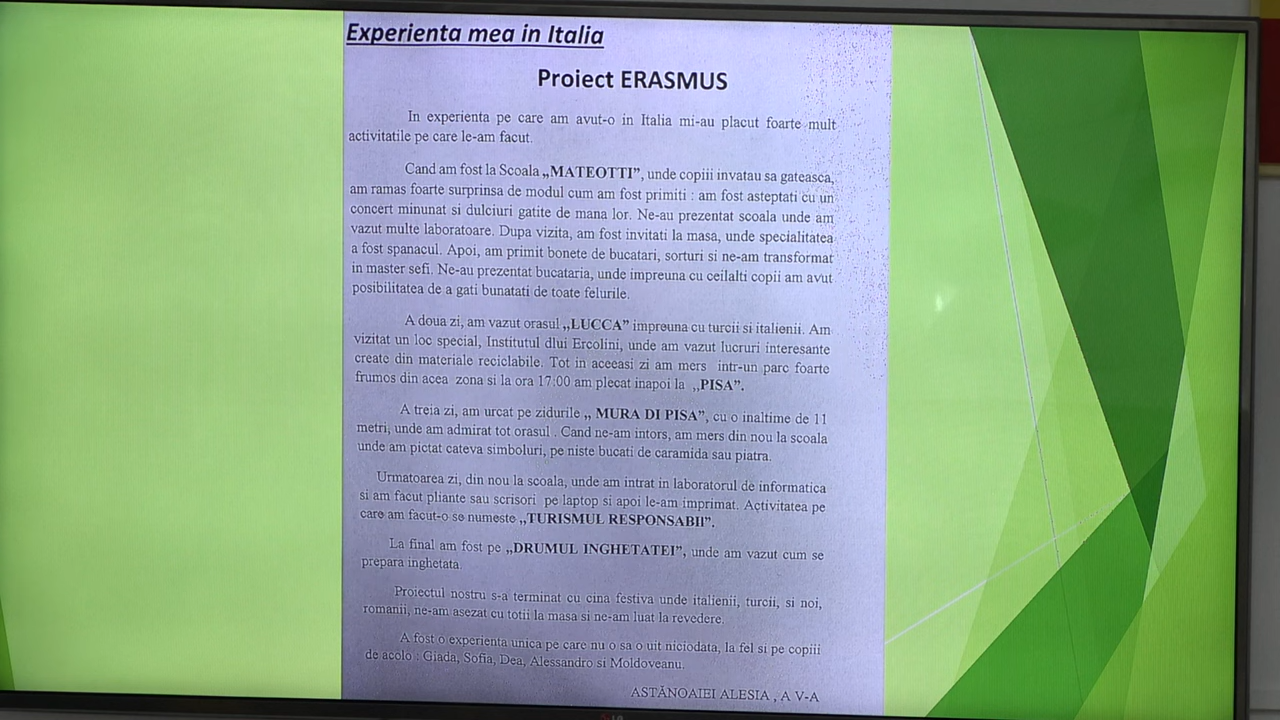 Experienta mea in Italia
Proiect ERASMUS
In experienta pe care am avut-o in Italia mi-au placut foarte mult
activitatile pe care le-am facut.
Cand am fost la Scoala „MATEOTTI”, unde copiii invatau sa gateasca,
am ramas foarte surprinsa de modul cum am fost primiti : am fost asteptati cu un
concert minunat si dulciuri gatite de mana lor. Ne-au prezentat scoala unde am
vazut multe laboratoare. Dupa vizita, am fost invitati la masa, unde specialitatea
a fost spanacul. Apoi, am primit bonete de bucatari, sorturi si ne-am transformat
in master sefi. Ne-au prezentat bucataria, unde impreuna cu ceilalti copii am avut
posibilitatea de a gati bunatati de toate felurile.
A doua zi, am vazut orasul „LUCCA” impreuna cu turcii si italienii. Am
vizitat un loc special, Institutul dlui Ercolini, unde am vazut lucruri interesante
create din materiale reciclabile. Tot in aceeasi zi am mers intr-un parc foarte
frumos din acea zona si la ora 17:00 am plecat inapoi la ,,PISA”.
A treia zi, am urcat pe zidurile „ MURA DI PISA”, cu o inaltime de 11
metri, unde am admirat tot orasul . Cand ne-am intors, am mers din nou la scoala
unde am pictat cateva simboluri, pe niste bucati de caramida sau piatra.
Urmatoarea zi, din nou la scoala, unde am intrat in laboratorul de informatica
si am facut pliante sau scrisori pe laptop si apoi le-am imprimat. Activitatea pe
care am facut-o se numeste „TURISMUL RESPONSABIl”.
La final am fost pe „DRUMUL INGHETATEI”, unde am vazut cum se
prepara inghetata.
Proiectul nostru s-a terminat cu cina festiva unde italienii, turcii, si noi,
romanii, ne-am asezat cu totii la masa si ne-am luat la revedere.
A fost o experienta unica pe care nu o sa o uit niciodata, la fel si pe copiii
de acolo : Giada, Sofia, Dea, Alessandro si Moldoveanu.
ASTĂNOAIEI ALESIA , A V-A